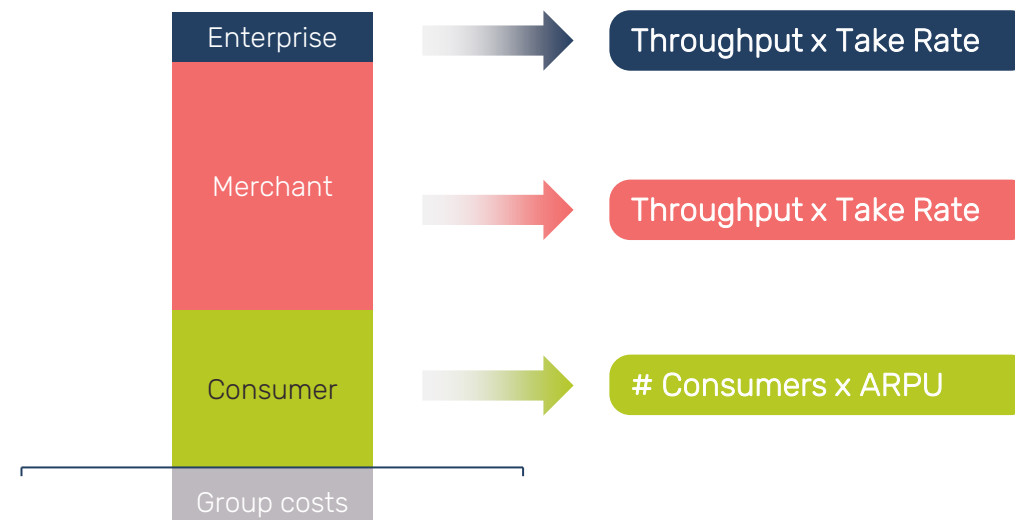 Enterprise
Throughput x Take Rate
Merchant
Throughput x Take Rate
Consumer
# Consumers x ARPU
Group costs